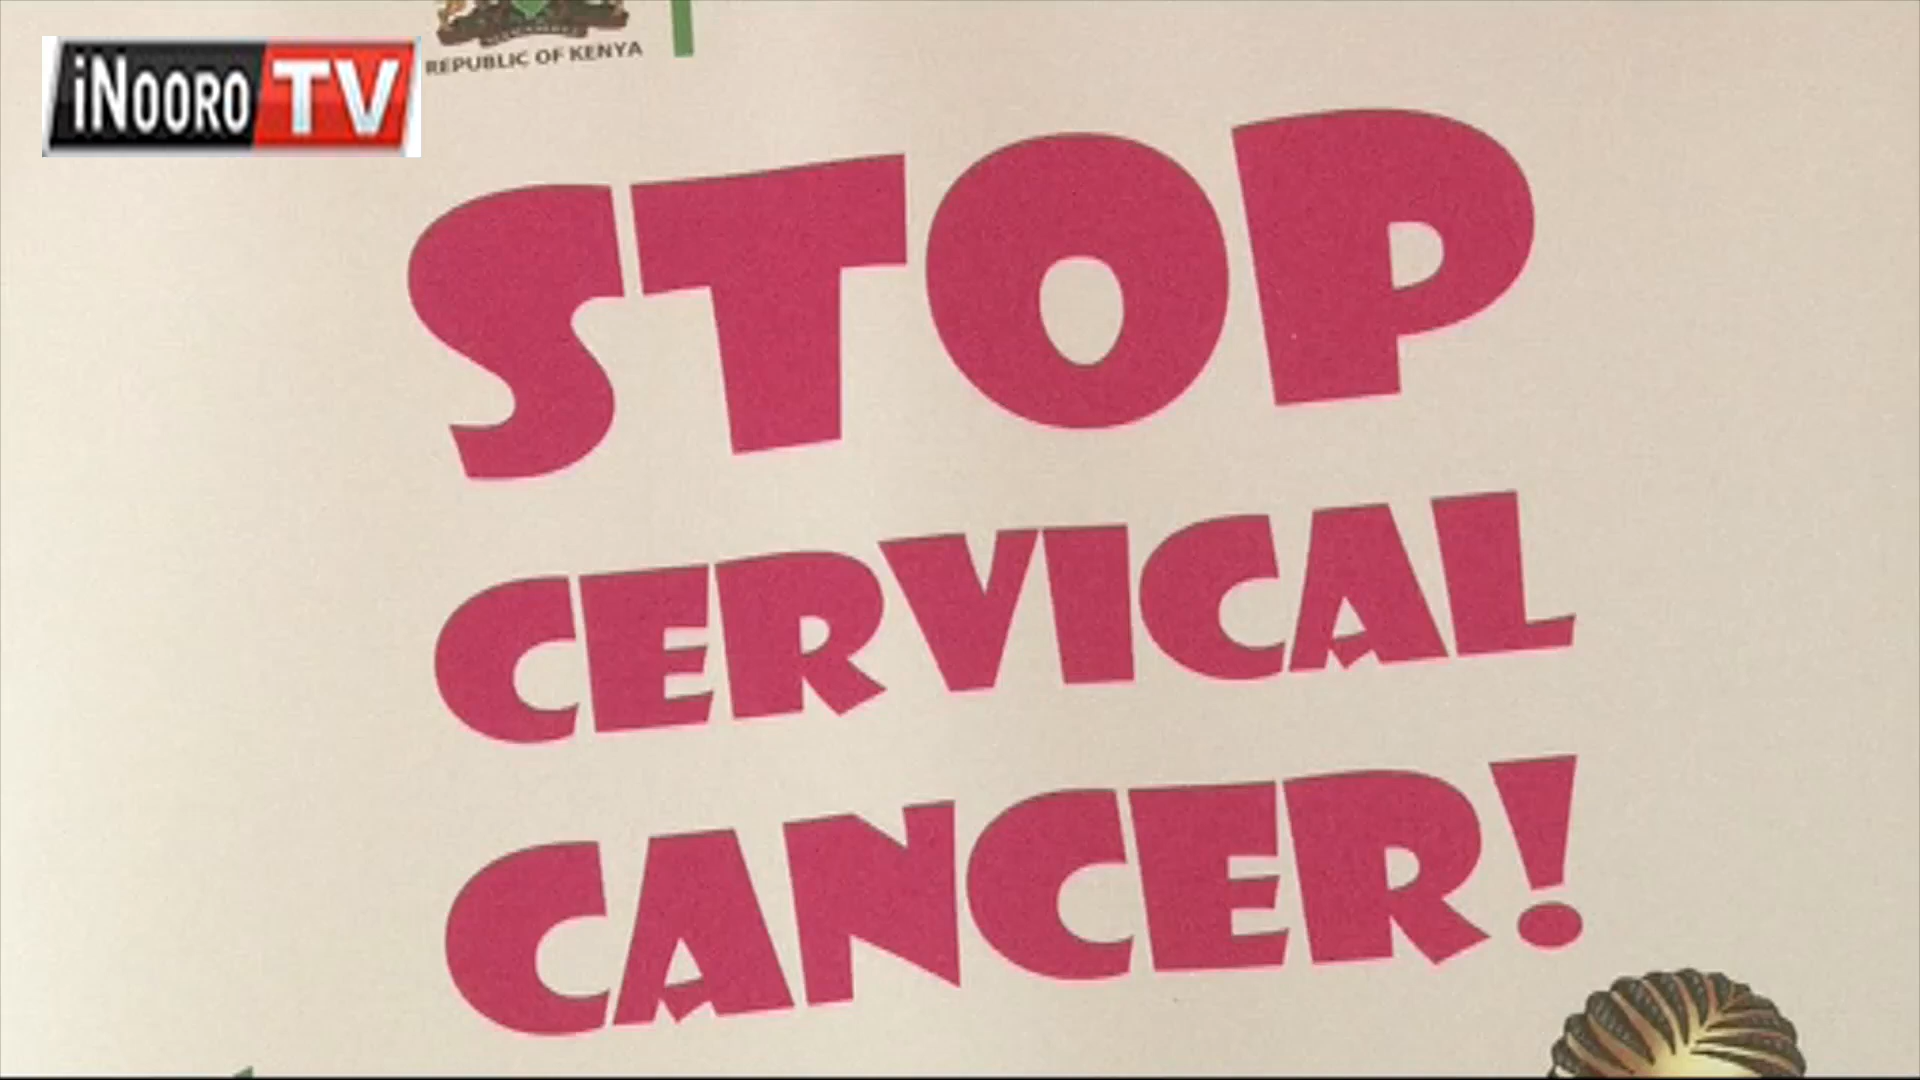 iNOORO TV
REPUBLIC OF KENYA
STOP
CERVICAL
CANCER!